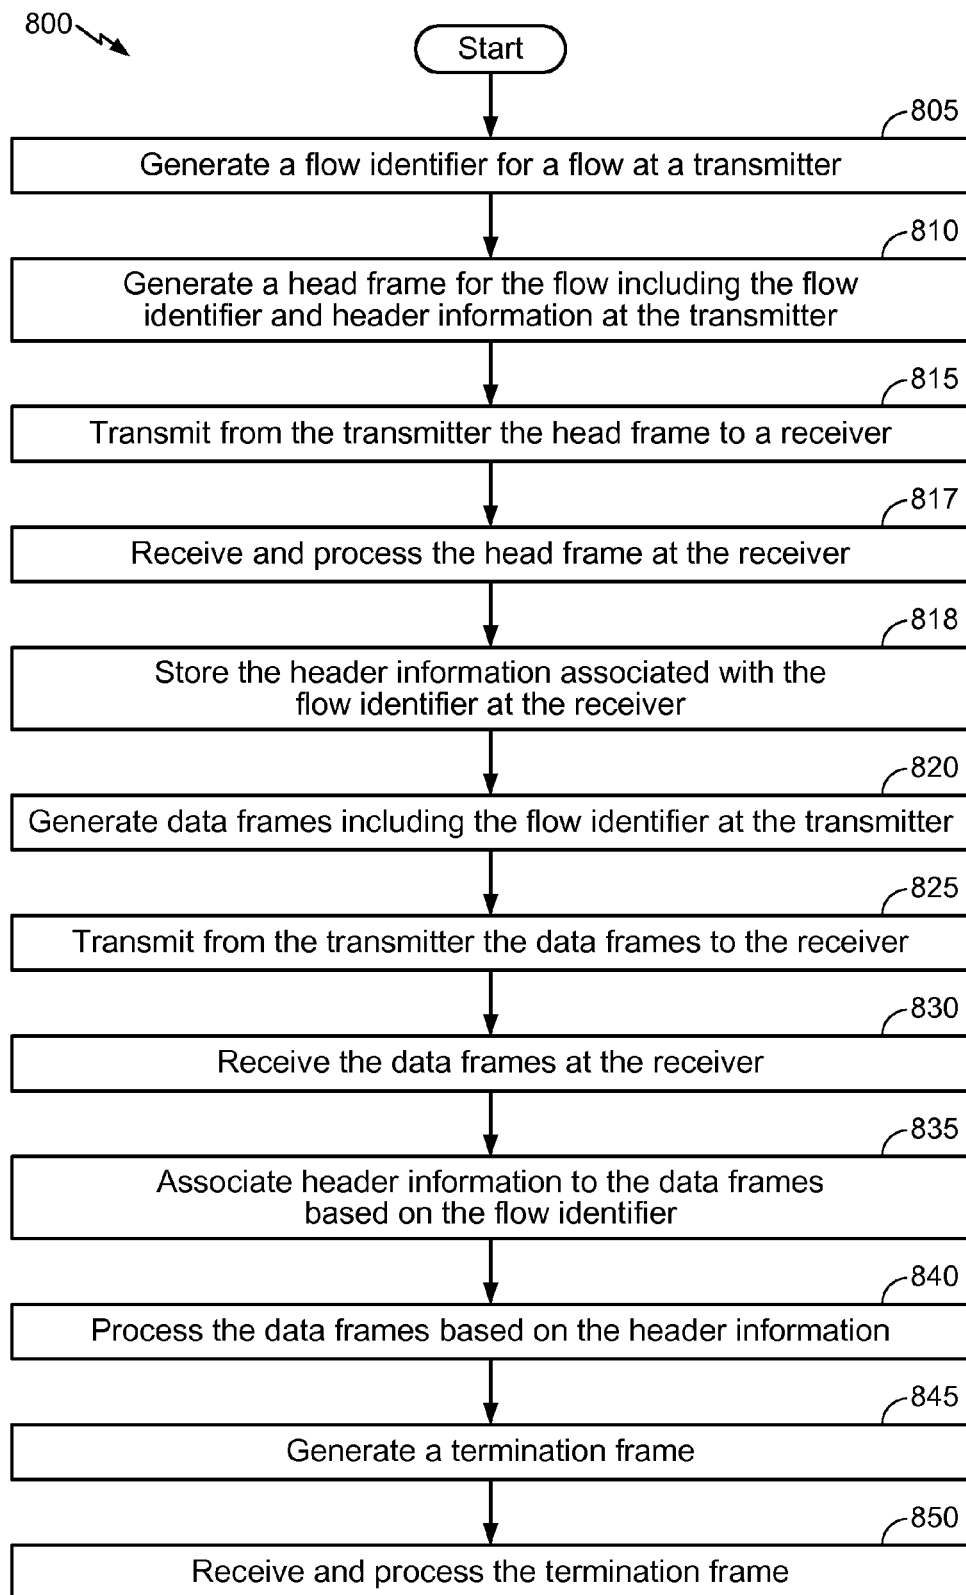 800
Start
805
Generate a flow identifier for a flow at a transmitter
810
Generate a head frame for the flow including the flow
identifier and header information at the transmitter
815
Transmit from the transmitter the head frame to a receiver
817
Receive and process the head frame at the receiver
818
Store the header information associated with the
flow identifier at the receiver
820
Generate data frames including the flow identifier at the transmitter
825
Transmit from the transmitter the data frames to the receiver
830
Receive the data frames at the receiver
835
Associate header information to the data frames
based on the flow identifier
840
Process the data frames based on the header information
845
Generate a termination frame
850
Receive and process the termination frame